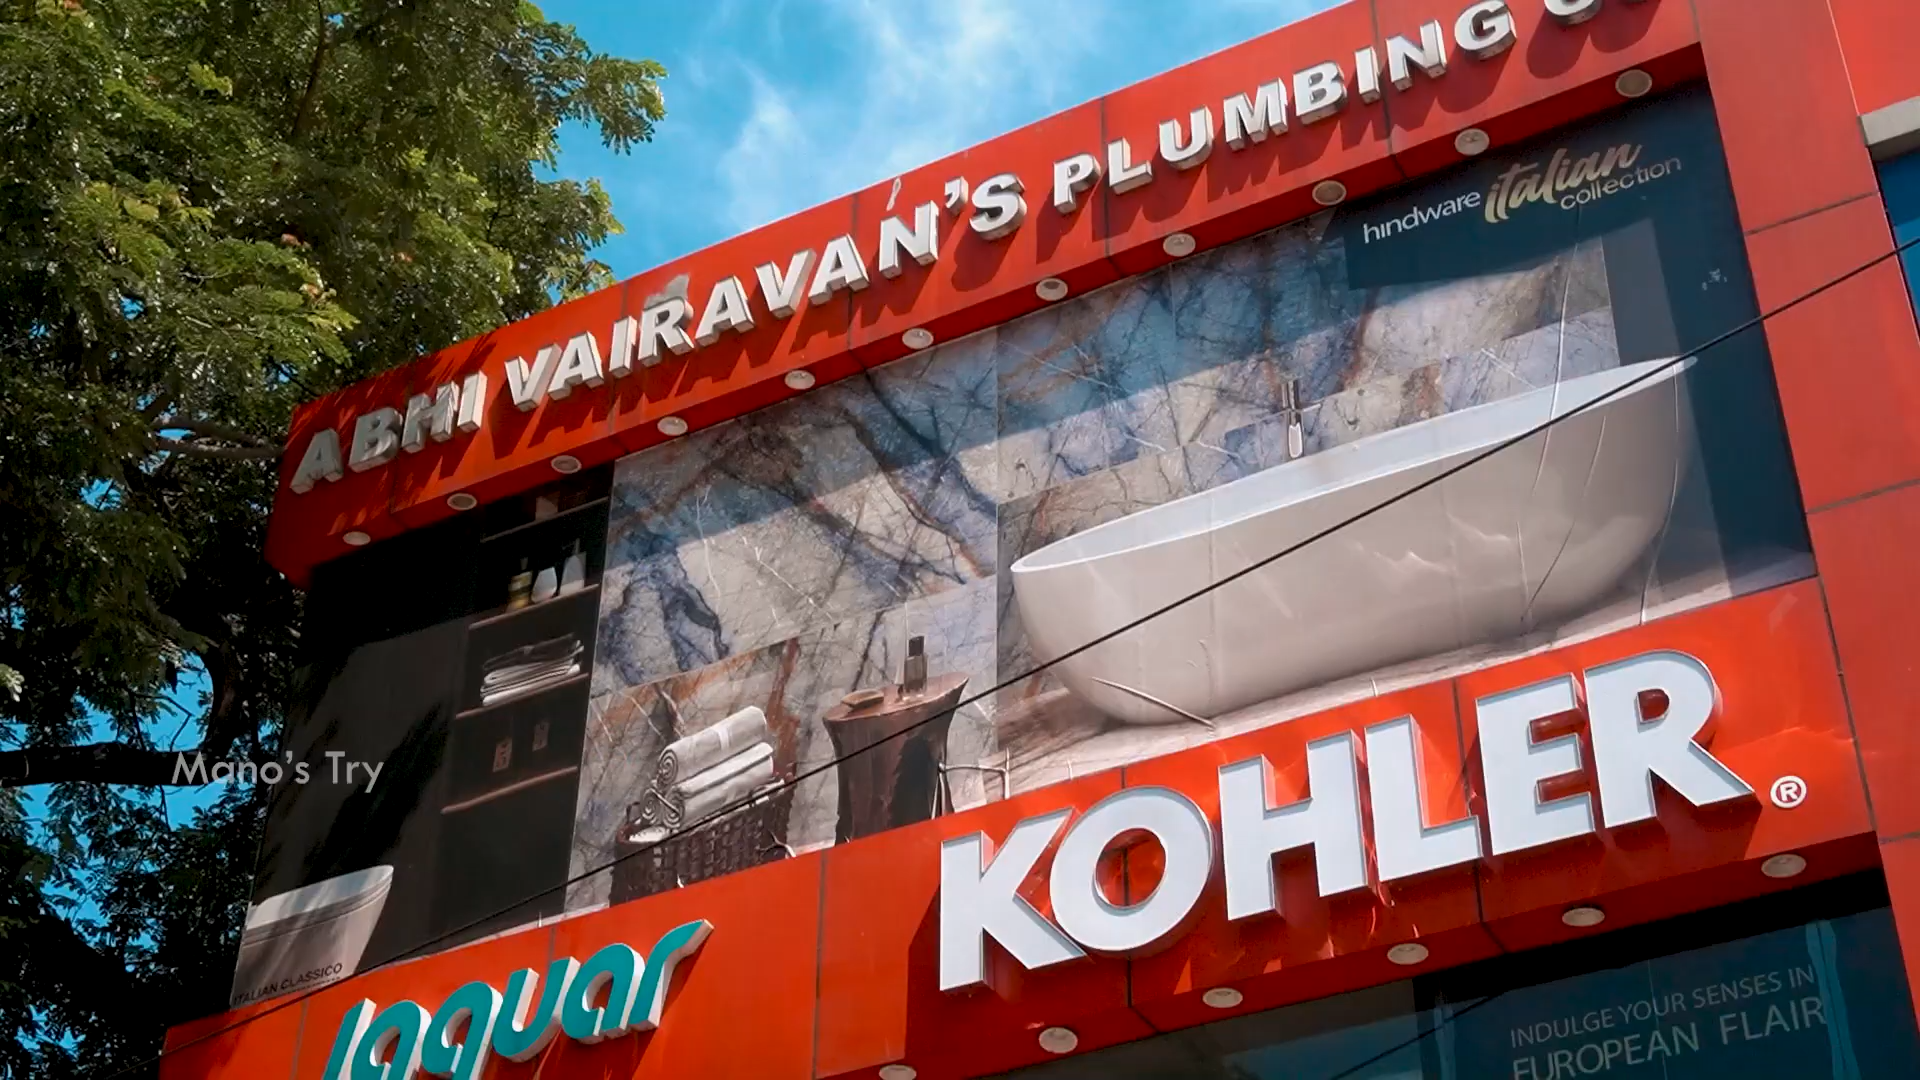 ABHI VAIRAVAN'S PLUMBING
hindware italian
collection
Mano's Try
ITALIAN CLASSICO
KOHLER®
Jaquar
INDULGE YOUR SENSES IN
EUROPEAN FLAIR